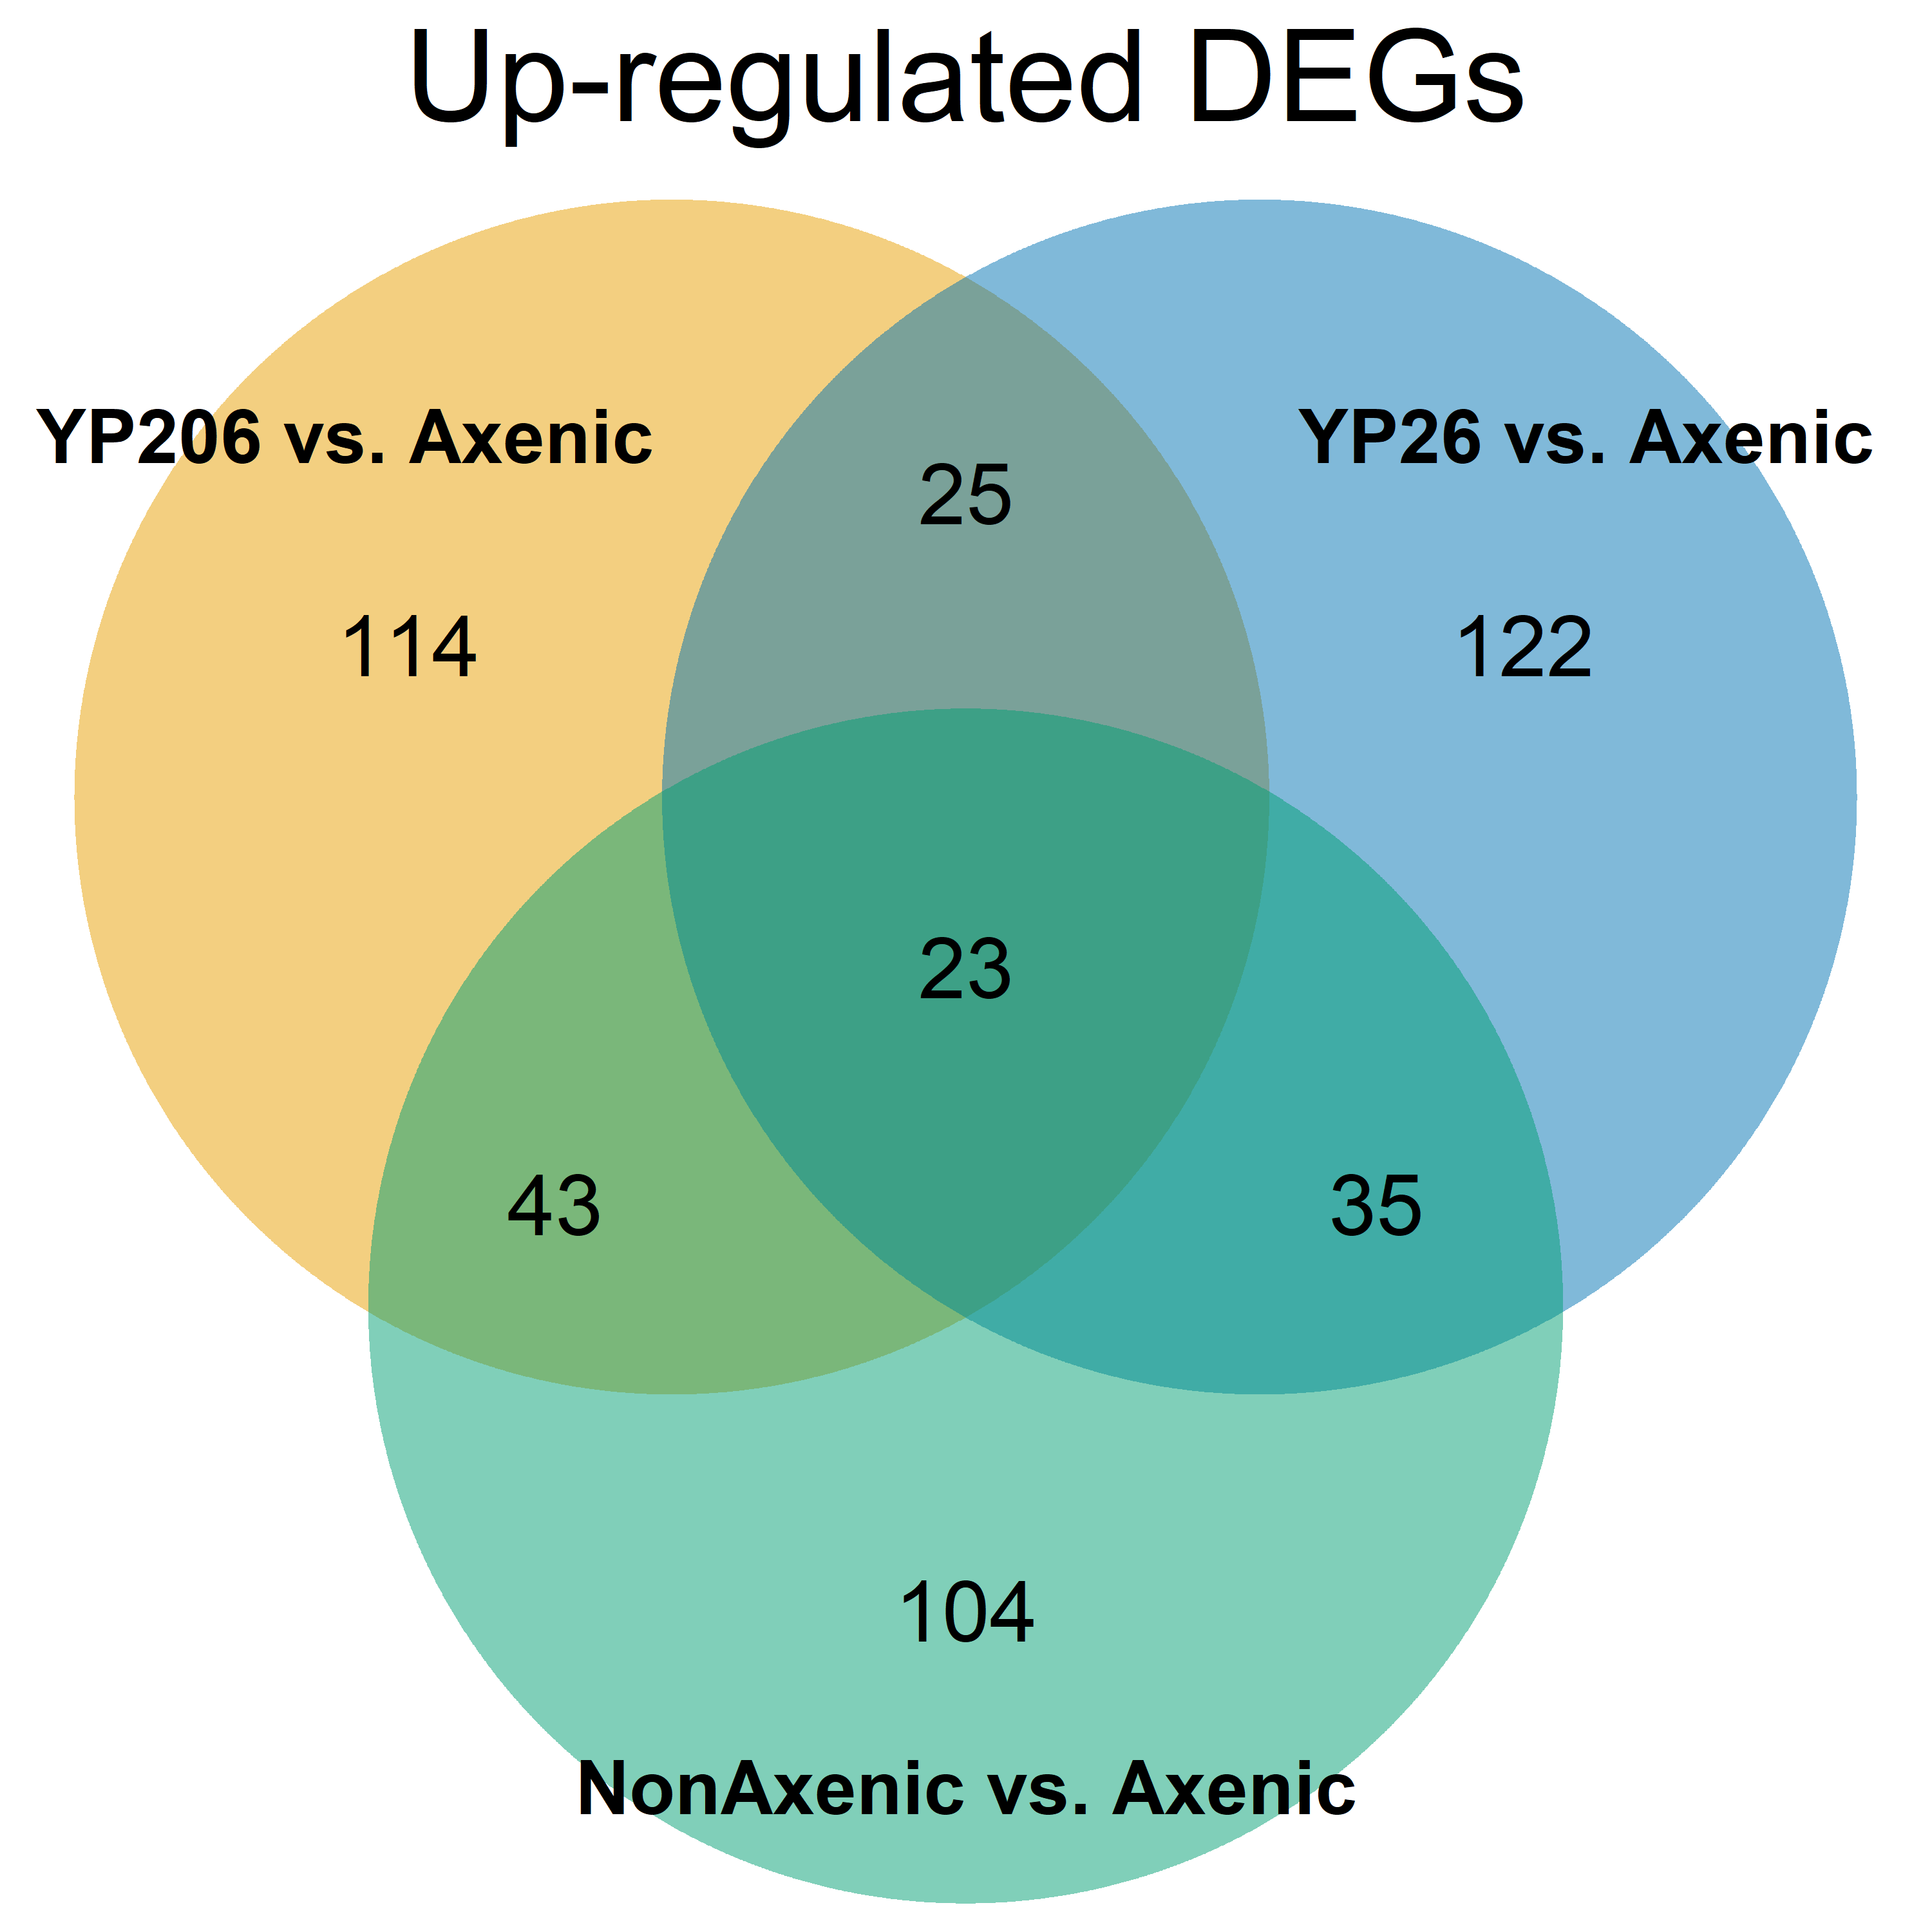 Up-regulated DEGs
YP206 vs. Axenic
YP26 vs. Axenic
25
114
122
23
43
35
104
NonAxenic vs. Axenic